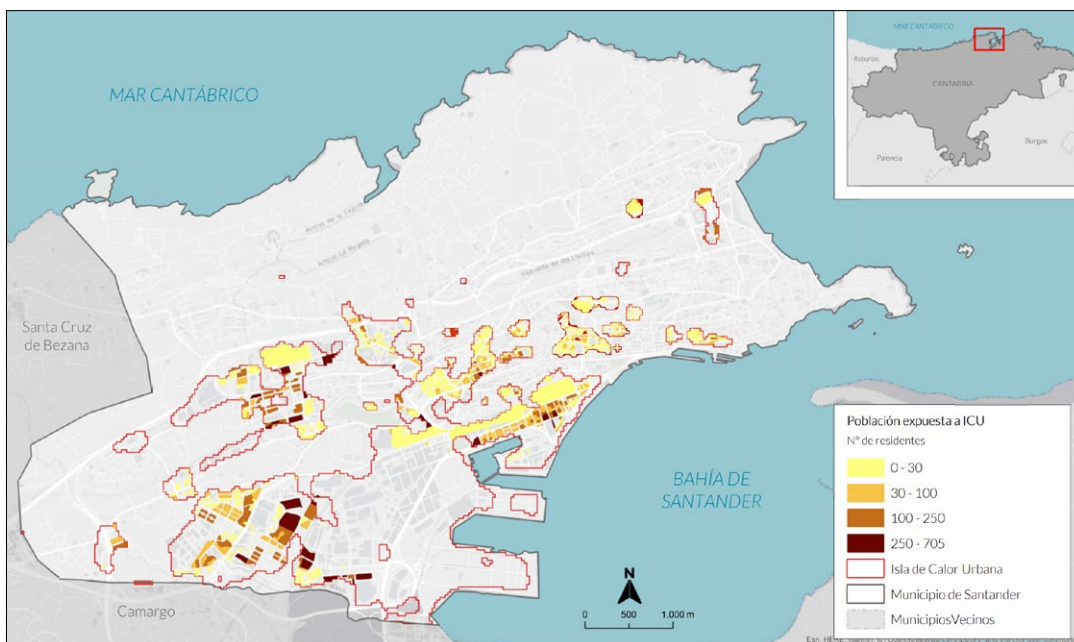 MAR CANTÁBRICO
MAR CANTÁBRICO
Asturias
CANTABRIA
Burgos
Palencia
Santa Cruz
de Bezana
BAHÍA DE
SANTANDER
Camargo
N
0 500 1.000 m
Población expuesta a ICU
Nº de residentes
0 - 30
30 - 100
100 - 250
250 - 705
Isla de Calor Urbana
Municipio de Santander
MunicipiosVecinos